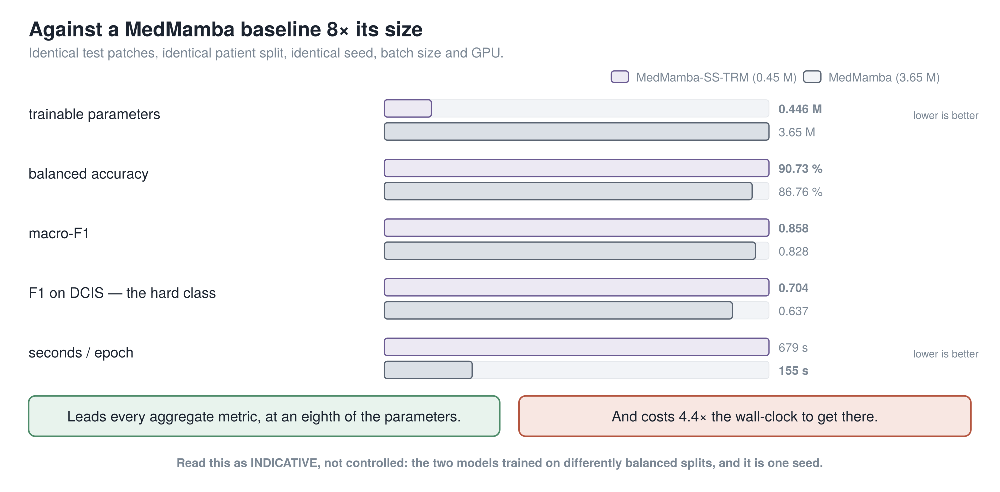 Against a MedMamba baseline 8× its size
Identical test patches, identical patient split, identical seed, batch size and GPU.
MedMamba-SS-TRM (0.45 M) MedMamba (3.65 M)
trainable parameters
0.446 M
lower is better
3.65 M
balanced accuracy
90.73 %
86.76 %
macro-F1
0.858
0.828
F1 on DCIS — the hard class
0.704
0.637
seconds / epoch
679 s
lower is better
155 s
Leads every aggregate metric, at an eighth of the parameters.
And costs 4.4× the wall-clock to get there.
Read this as INDICATIVE, not controlled: the two models trained on differently balanced splits, and it is one seed.